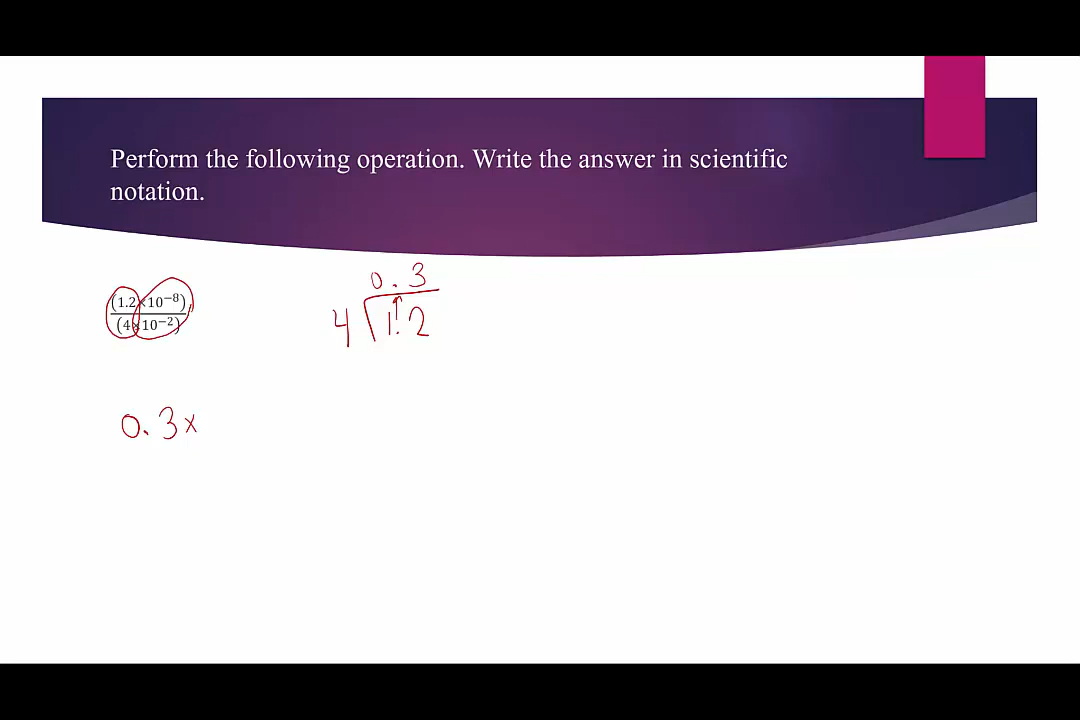 Perform the following operation. Write the answer in scientific
notation.
0.3
(1.2×10⁻⁸)
(4×10⁻²)
4 1.2
0.3×